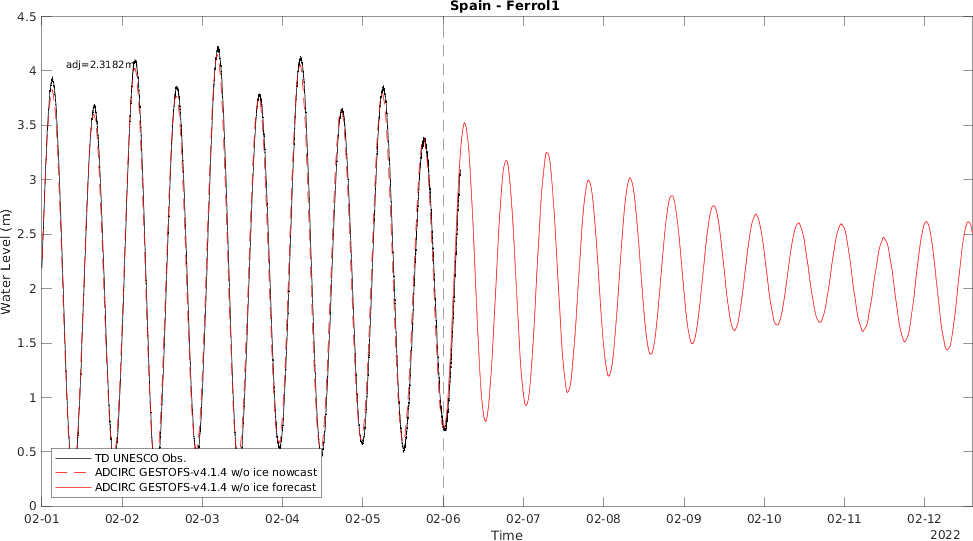 Spain - Ferrol1
4.5
4
3.5
3
2.5
2
1.5
1
0.5
0
Water Level (m)
adj=2.3182m
TD UNESCO Obs.
ADCIRC GESTOFS-v4.1.4 w/o ice nowcast
ADCIRC GESTOFS-v4.1.4 w/o ice forecast
02-01 02-02 02-03 02-04 02-05 02-06 02-07 02-08 02-09 02-10 02-11 02-12
Time
2022